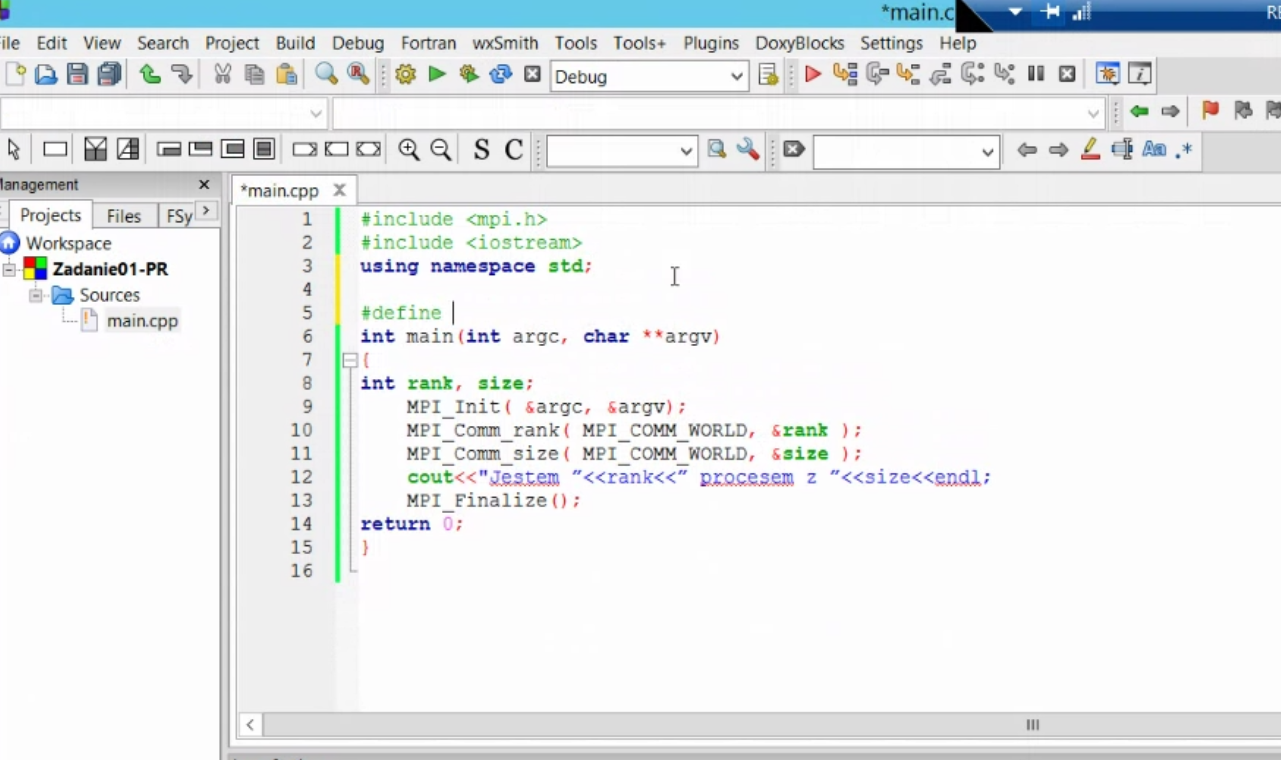 *main.c
File Edit View Search Project Build Debug Fortran wxSmith Tools Tools+ Plugins DoxyBlocks Settings Help
Debug
S C
Management
*main.cpp
Projects Files FSy
Workspace
Zadanie01-PR
Sources
main.cpp
1 #include <mpi.h>
2 #include <iostream>
3 using namespace std;
4
5 #define
6 int main(int argc, char **argv)
7 {
8 int rank, size;
9 MPI_Init( &argc, &argv);
10 MPI_Comm_rank( MPI_COMM_WORLD, &rank );
11 MPI_Comm_size( MPI_COMM_WORLD, &size );
12 cout<<"Jestem ”<<rank<<” procesem z ”<<size<<endl;
13 MPI_Finalize();
14 return 0;
15 }
16